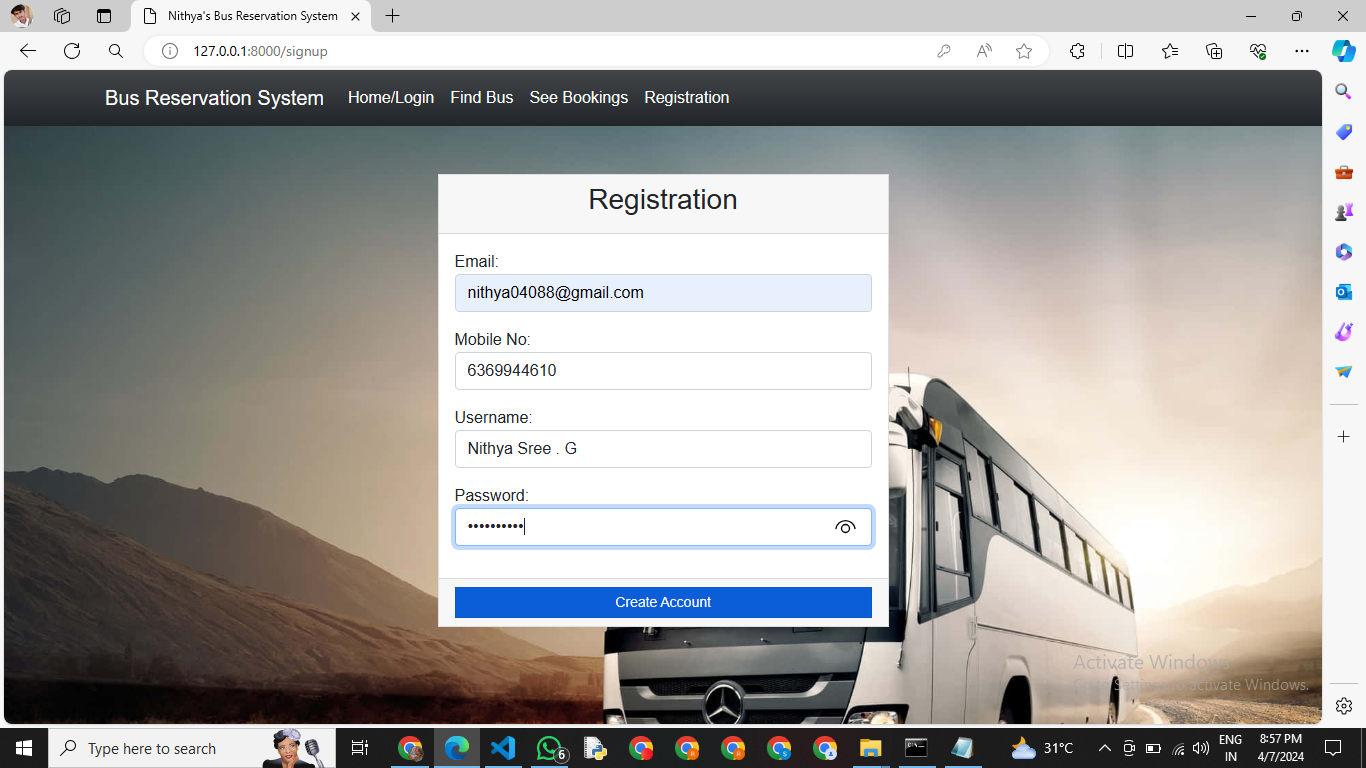 Nithya's Bus Reservation System
127.0.0.1:8000/signup
Bus Reservation System Home/Login Find Bus See Bookings Registration
Registration
Email:
nithya04088@gmail.com
Mobile No:
6369944610
Username:
Nithya Sree . G
Password:
••••••••••
Create Account
Activate Windows
Go to Settings to activate Windows.
Type here to search
6
31°C
ENG
IN
8:57 PM
4/7/2024